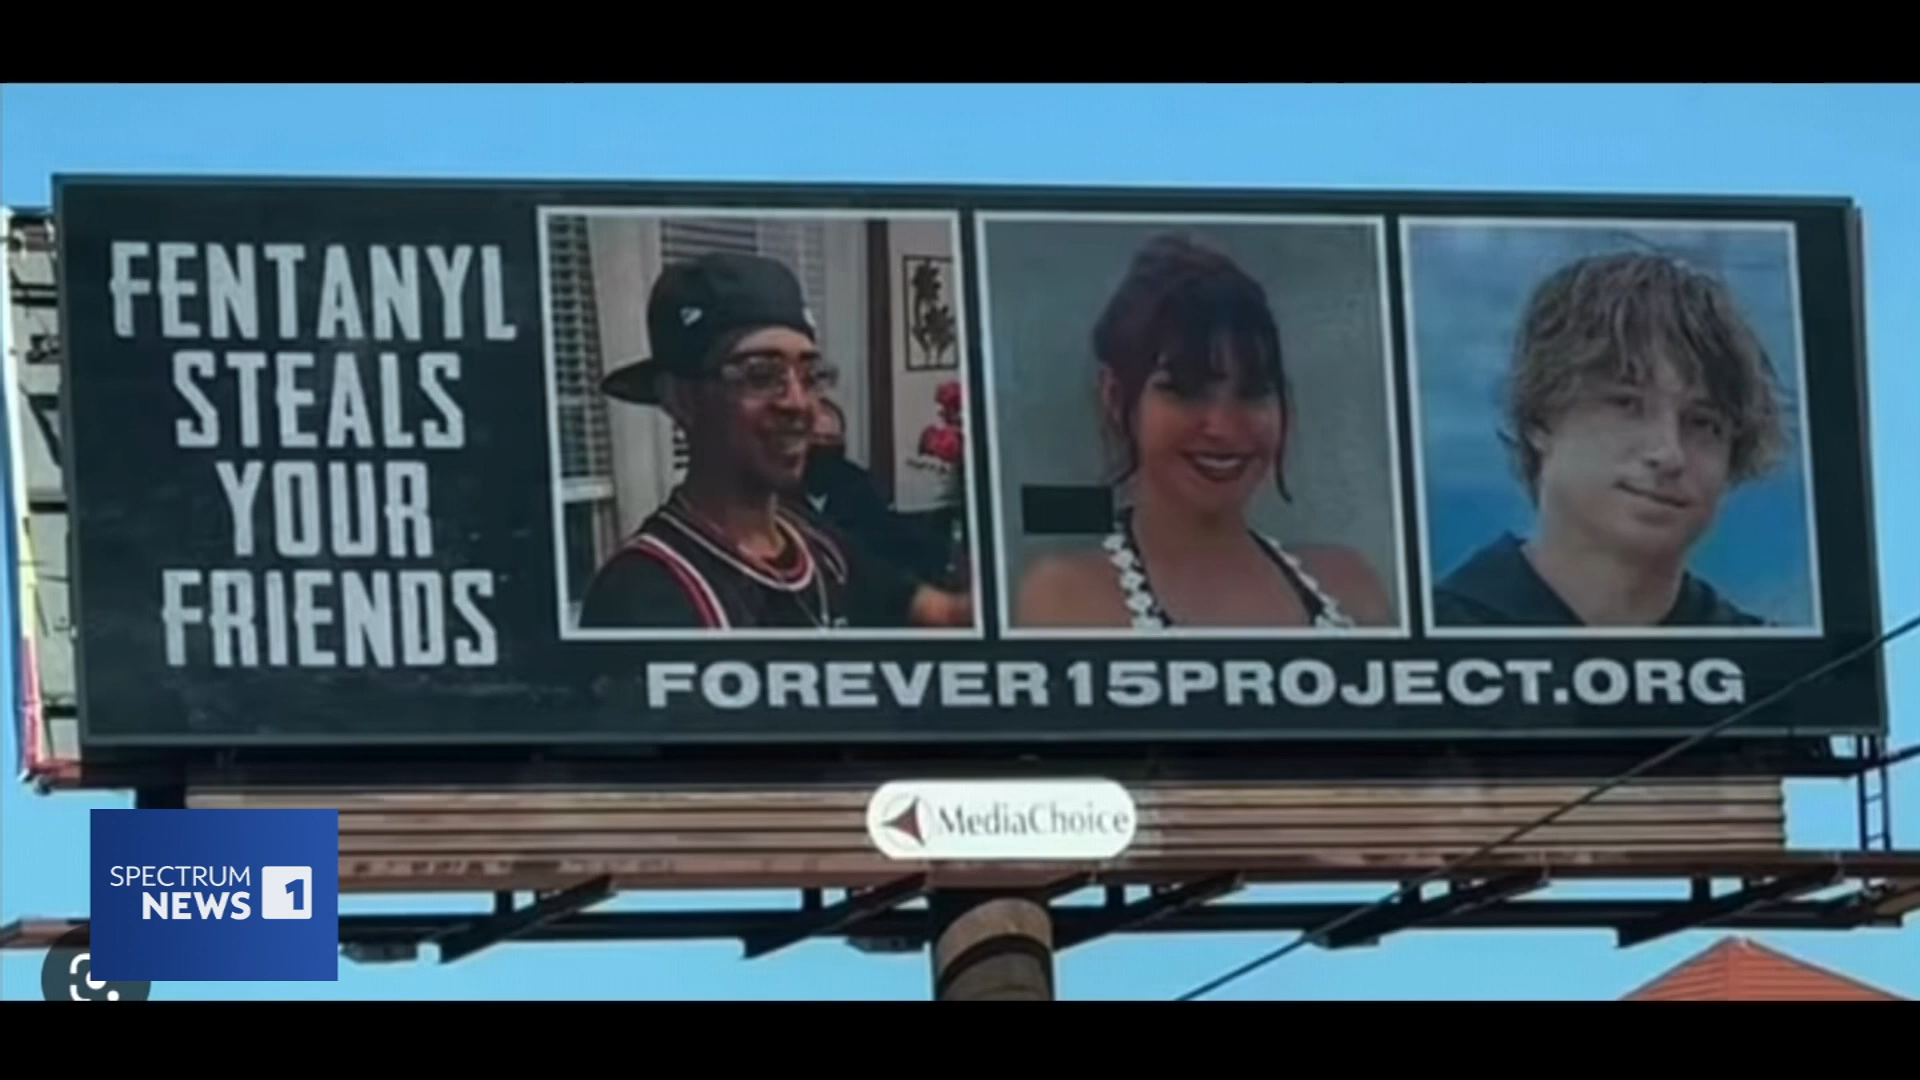 FENTANYL
STEALS
YOUR
FRIENDS
FOREVER15PROJECT.ORG
MediaChoice
SPECTRUM
NEWS 1